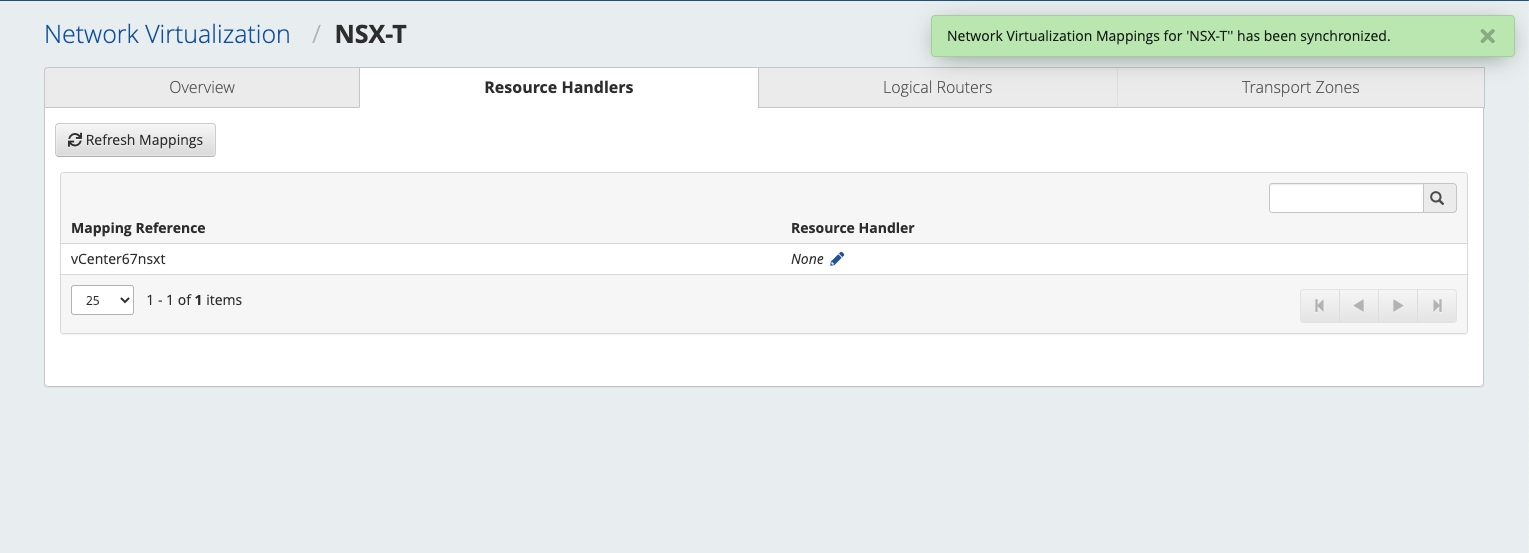 Network Virtualization / NSX-T
Network Virtualization Mappings for 'NSX-T'' has been synchronized.
Overview
Resource Handlers
Logical Routers
Transport Zones
Refresh Mappings
Mapping Reference
Resource Handler
vCenter67nsxt
None
25
1 - 1 of 1 items